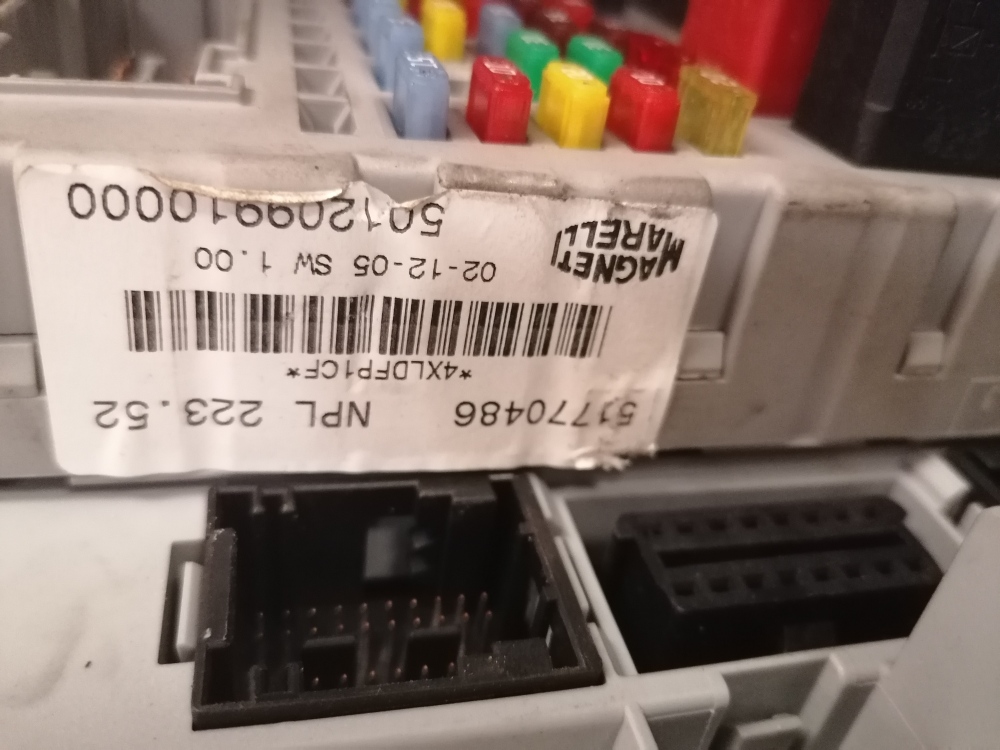 51770486 NPL 223.52
*4XLDFP1CF*
MAGNETI
MARELLI
02-12-05 SW 1.00
501209910000